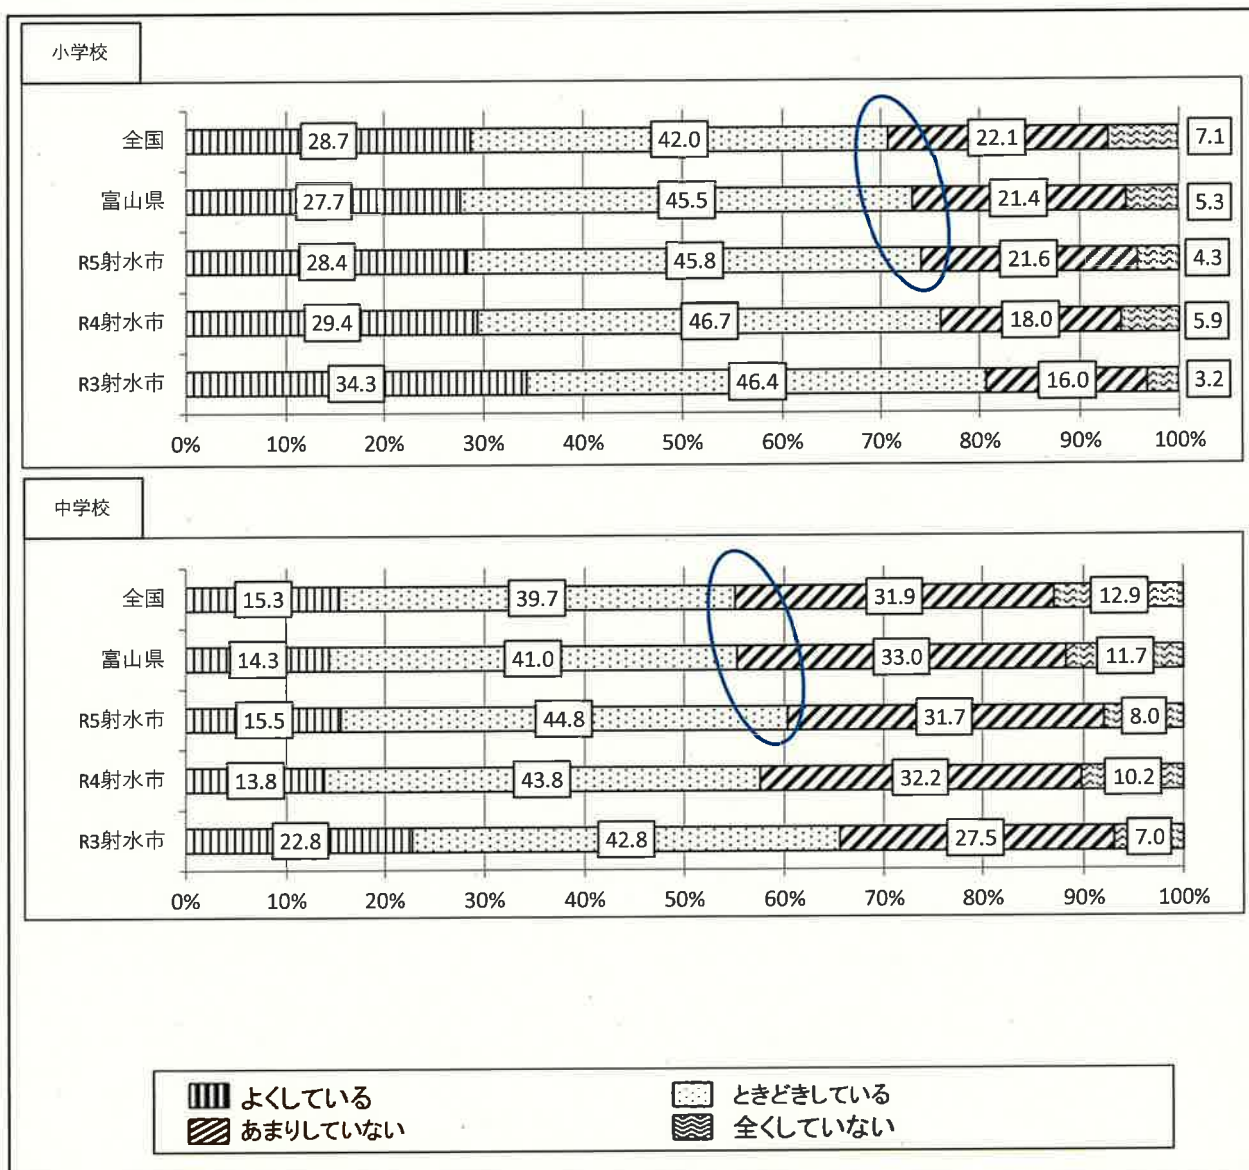 小学校
全国 28.7 42.0 22.1 7.1
富山県 27.7 45.5 21.4 5.3
R5射水市 28.4 45.8 21.6 4.3
R4射水市 29.4 46.7 18.0 5.9
R3射水市 34.3 46.4 16.0 3.2
0% 10% 20% 30% 40% 50% 60% 70% 80% 90% 100%
中学校
全国 15.3 39.7 31.9 12.9
富山県 14.3 41.0 33.0 11.7
R5射水市 15.5 44.8 31.7 8.0
R4射水市 13.8 43.8 32.2 10.2
R3射水市 22.8 42.8 27.5 7.0
0% 10% 20% 30% 40% 50% 60% 70% 80% 90% 100%
よくしている ときどきしている
あまりしていない 全くしていない